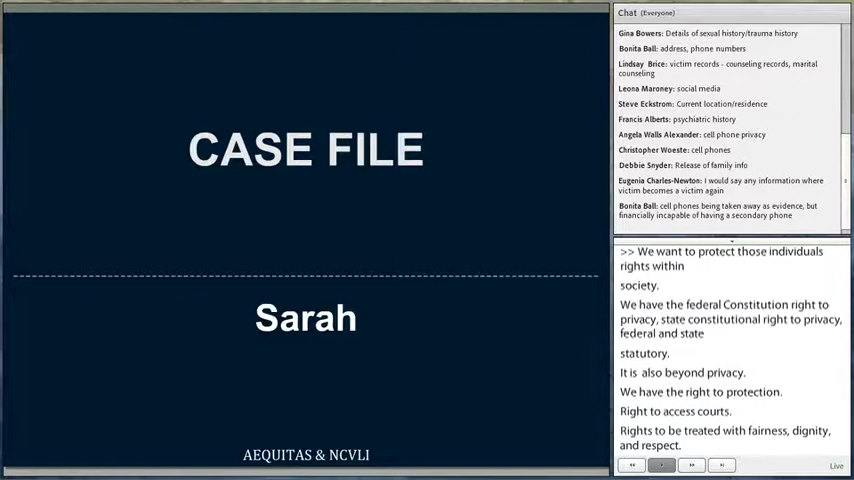 CASE FILE
Sarah
AEQUITAS & NCVLI
Chat (Everyone)
Gina Bowers: Details of sexual history/trauma history
Bonita Ball: address, phone numbers
Lindsay Brice: victim records - counseling records, marital
counseling
Leona Maroney: social media
Steve Eckstrom: Current location/residence
Francis Alberts: psychiatric history
Angela Walls Alexander: cell phone privacy
Christopher Woeste: cell phones
Debbie Snyder: Release of family info
Eugenia Charles-Newton: I would say any information where
victim becomes a victim again
Bonita Ball: cell phones being taken away as evidence, but
financially incapable of having a secondary phone
>> We want to protect those individuals
rights within
society.
We have the federal Constitution right to
privacy, state constitutional right to privacy,
federal and state
statutory.
It is also beyond privacy.
We have the right to protection.
Right to access courts.
Rights to be treated with fairness, dignity,
and respect.
Live